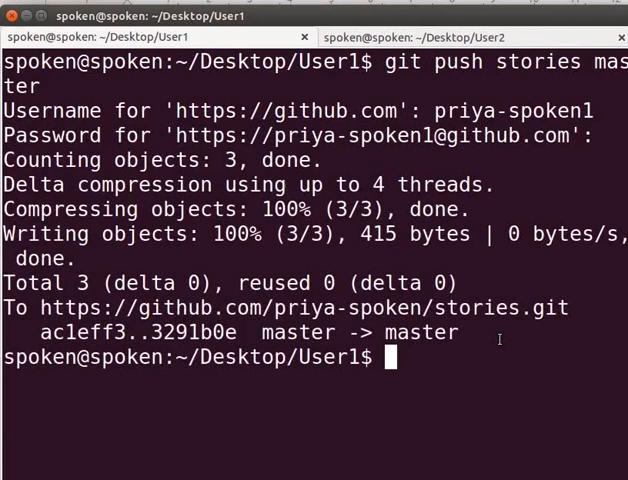 spoken@spoken: ~/Desktop/User1
spoken@spoken: ~/Desktop/User1 × spoken@spoken: ~/Desktop/User2 ×
spoken@spoken:~/Desktop/User1$ git push stories mas
ter
Username for 'https://github.com': priya-spoken1
Password for 'https://priya-spoken1@github.com':
Counting objects: 3, done.
Delta compression using up to 4 threads.
Compressing objects: 100% (3/3), done.
Writing objects: 100% (3/3), 415 bytes | 0 bytes/s,
 done.
Total 3 (delta 0), reused 0 (delta 0)
To https://github.com/priya-spoken/stories.git
   ac1eff3..3291b0e  master -> master
spoken@spoken:~/Desktop/User1$